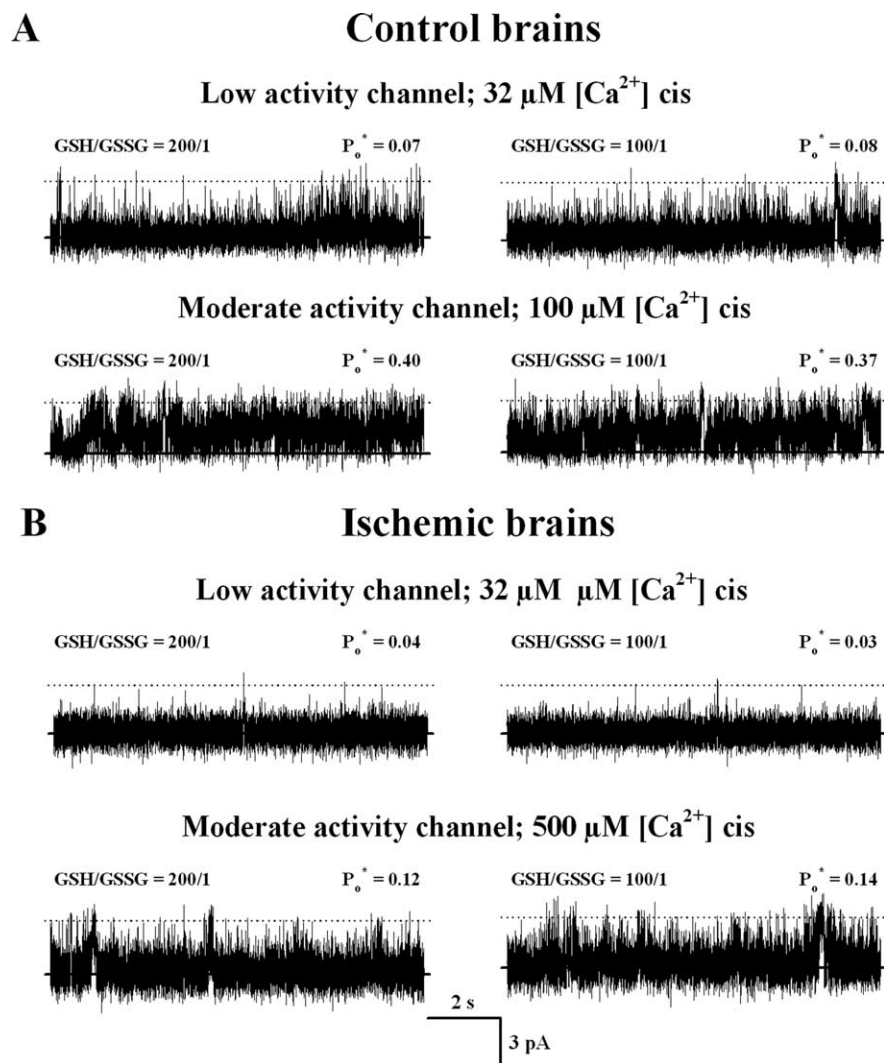 A Control brains
Low activity channel; 32 µM [Ca²⁺] cis
GSH/GSSG = 200/1 Pₒ* = 0.07 GSH/GSSG = 100/1 Pₒ* = 0.08
Moderate activity channel; 100 µM [Ca²⁺] cis
GSH/GSSG = 200/1 Pₒ* = 0.40 GSH/GSSG = 100/1 Pₒ* = 0.37
B Ischemic brains
Low activity channel; 32 µM µM [Ca²⁺] cis
GSH/GSSG = 200/1 Pₒ* = 0.04 GSH/GSSG = 100/1 Pₒ* = 0.03
Moderate activity channel; 500 µM [Ca²⁺] cis
GSH/GSSG = 200/1 Pₒ* = 0.12 GSH/GSSG = 100/1 Pₒ* = 0.14
2 s
3 pA